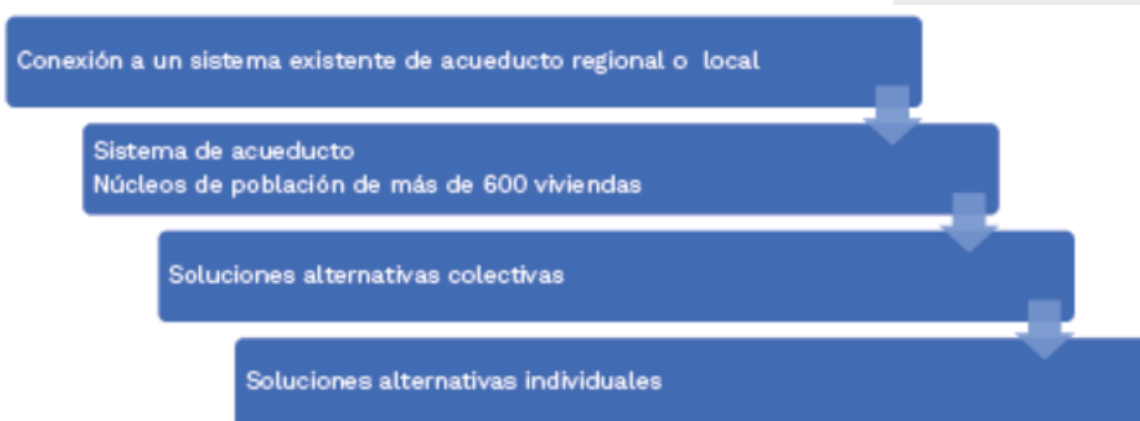 Conexión a un sistema existente de acueducto regional o local
Sistema de acueducto
Núcleos de población de más de 600 viviendas
Soluciones alternativas colectivas
Soluciones alternativas individuales